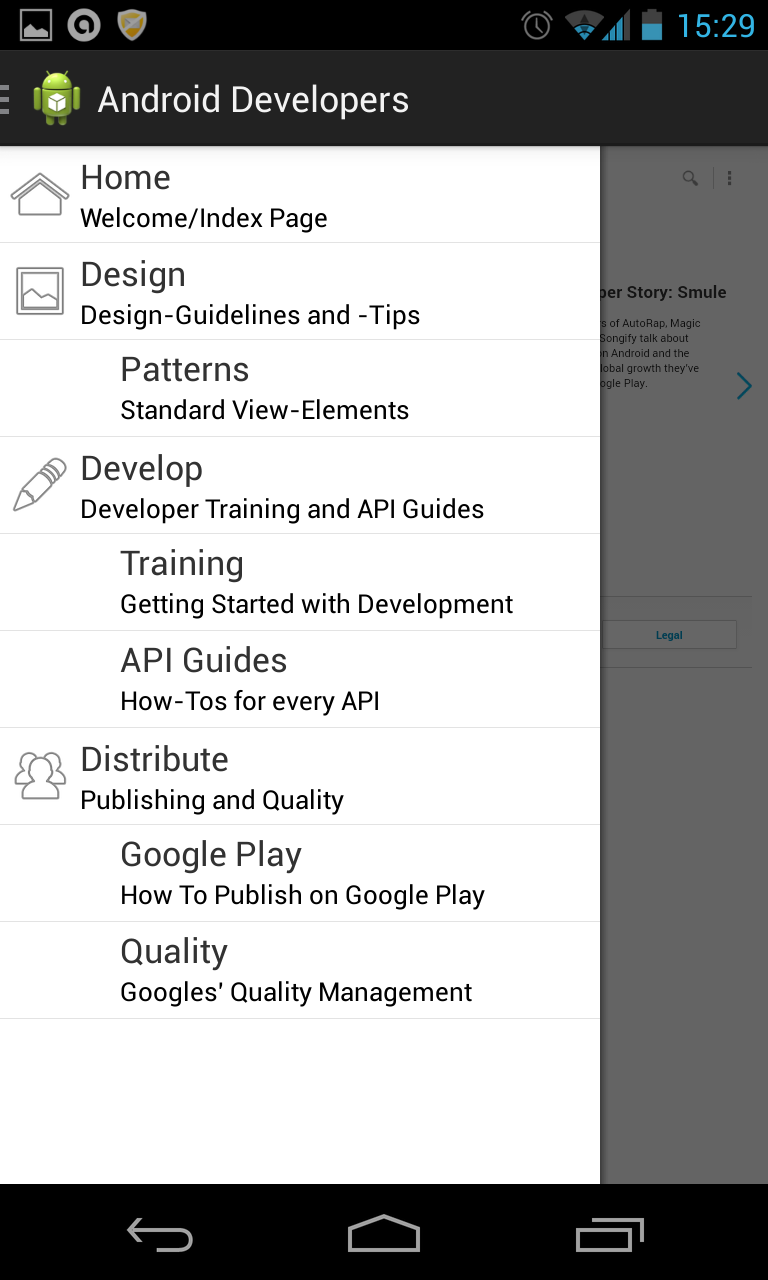 15:29
Android Developers
Home
Welcome/Index Page
Design
Design-Guidelines and -Tips
Patterns
Standard View-Elements
Develop
Developer Training and API Guides
Training
Getting Started with Development
API Guides
How-Tos for every API
Distribute
Publishing and Quality
Google Play
How To Publish on Google Play
Quality
Googles' Quality Management
per Story: Smule
s of AutoRap, Magic
Songify talk about
n Android and the
lobal growth they've
ogle Play.
Legal